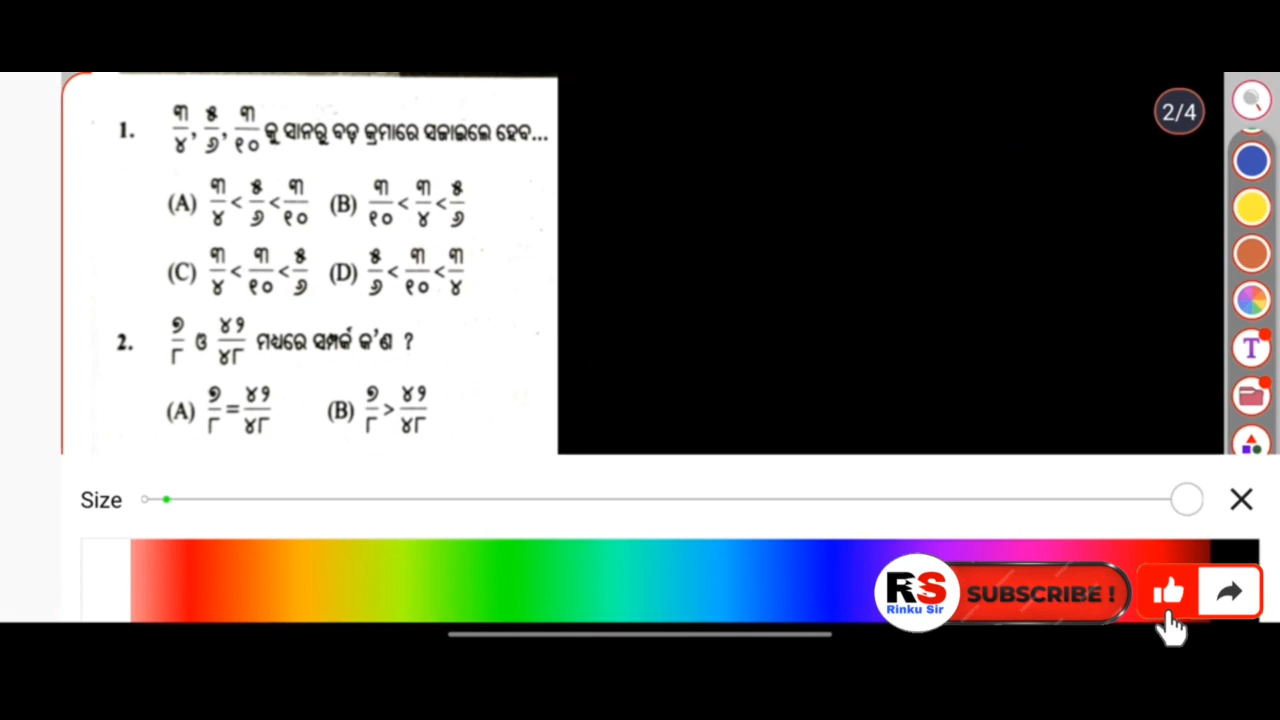 2/4
1. ୩/୪, ୫/୬, ୩/୧୦ କୁ ସାନରୁ ବଡ଼ କ୍ରମାରେ ସଜାଇଲେ ହେବ...
(A) ୩/୪ < ୫/୬ < ୩/୧୦ (B) ୩/୧୦ < ୩/୪ < ୫/୬
(C) ୩/୪ < ୩/୧୦ < ୫/୬ (D) ୫/୬ < ୩/୧୦ < ୩/୪
2. ୭/୮ ଓ ୪୨/୪୮ ମଧ୍ୟରେ ସମ୍ପର୍କ କ'ଣ ?
(A) ୭/୮ = ୪୨/୪୮ (B) ୭/୮ > ୪୨/୪୮
T
Size
RS
Rinku Sir
SUBSCRIBE !